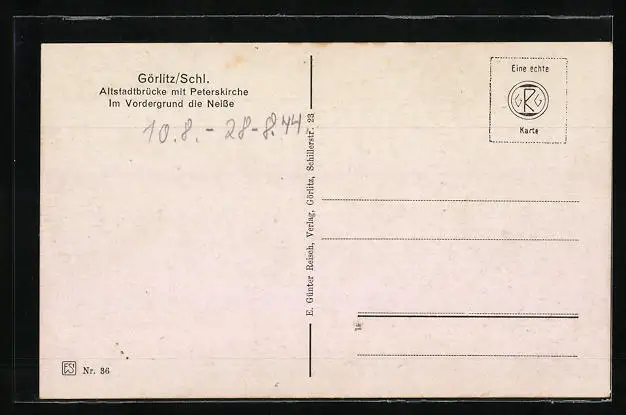 Görlitz/Schl.
Altstadtbrücke mit Peterskirche
Im Vordergrund die Neiße
10.8. - 28-8.44.
E. Günter Reisch, Verlag, Görlitz, Schillerstr. 23
Eine echte
GRG
Karte
Nr. 36